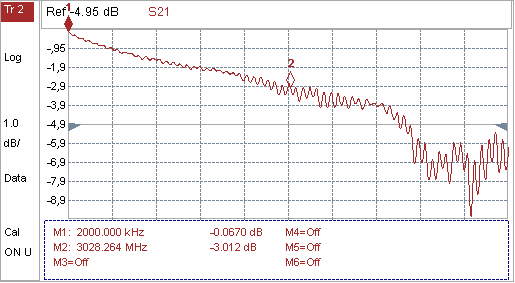 Tr 2
Ref -4.95 dB S21
1
Log
-,95
-1,9
2
-2,9
-3,9
1.0
-4,9
dB/
-5,9
-6,9
Data
-7,9
-8,9
Cal
M1: 2000.000 kHz -0.0670 dB M4=Off
ON U
M2: 3028.264 MHz -3.012 dB M5=Off
M3=Off M6=Off